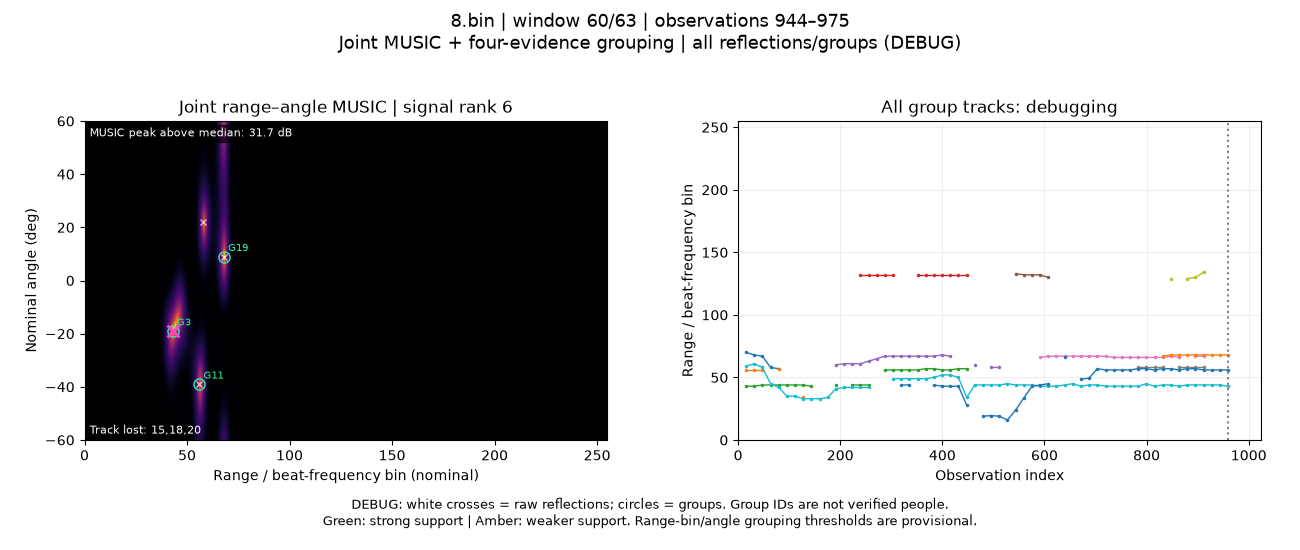 8.bin | window 60/63 | observations 944–975
Joint MUSIC + four-evidence grouping | all reflections/groups (DEBUG)
Joint range–angle MUSIC | signal rank 6
MUSIC peak above median: 31.7 dB
60
40
20
0
−20
−40
−60
Nominal angle (deg)
G19
G3
G11
Track lost: 15,18,20
0
50
100
150
200
250
Range / beat-frequency bin (nominal)
All group tracks: debugging
250
200
150
100
50
0
Range / beat-frequency bin
0
200
400
600
800
1000
Observation index
DEBUG: white crosses = raw reflections; circles = groups. Group IDs are not verified people.
Green: strong support | Amber: weaker support. Range-bin/angle grouping thresholds are provisional.